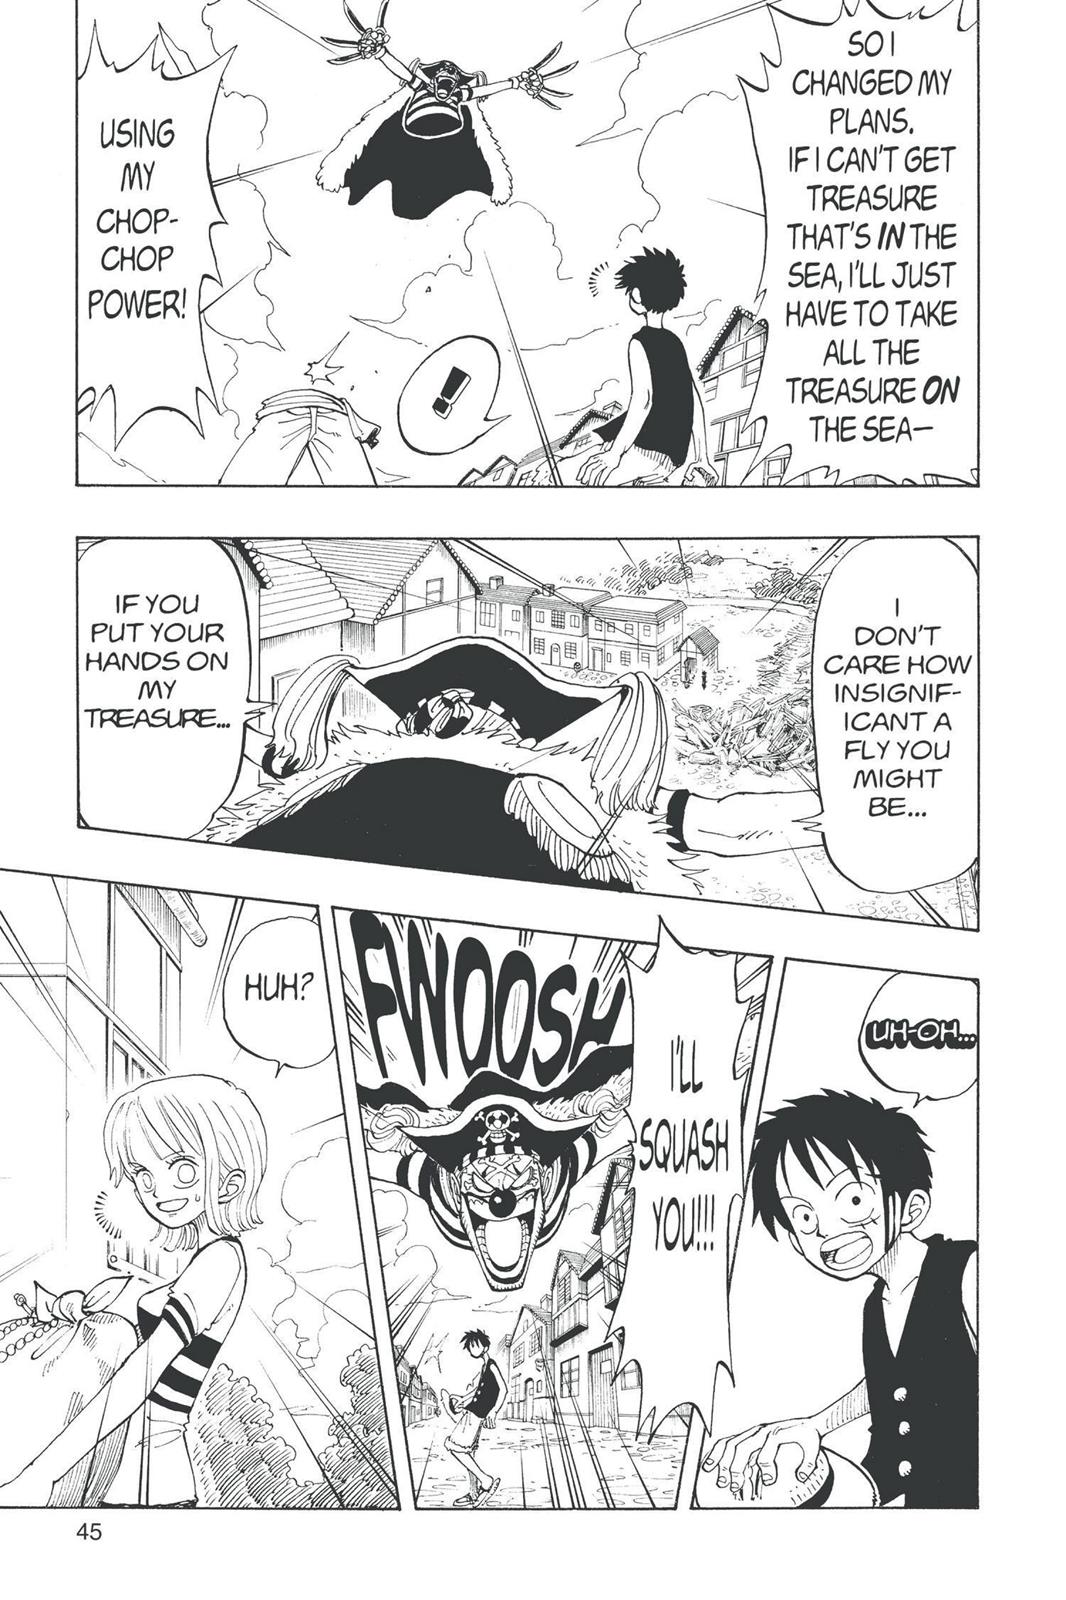 SO I
CHANGED MY
PLANS.
IF I CAN'T GET
TREASURE
THAT'S IN THE
SEA, I'LL JUST
HAVE TO TAKE
ALL THE
TREASURE ON
THE SEA—
USING
MY
CHOP-
CHOP
POWER!
!
I
DON'T
CARE HOW
INSIGNIF-
ICANT A
FLY YOU
MIGHT
BE...
IF YOU
PUT YOUR
HANDS ON
MY
TREASURE...
UH-OH...
I'LL
SQUASH
YOU!!!
FWOOSH
HUH?
45